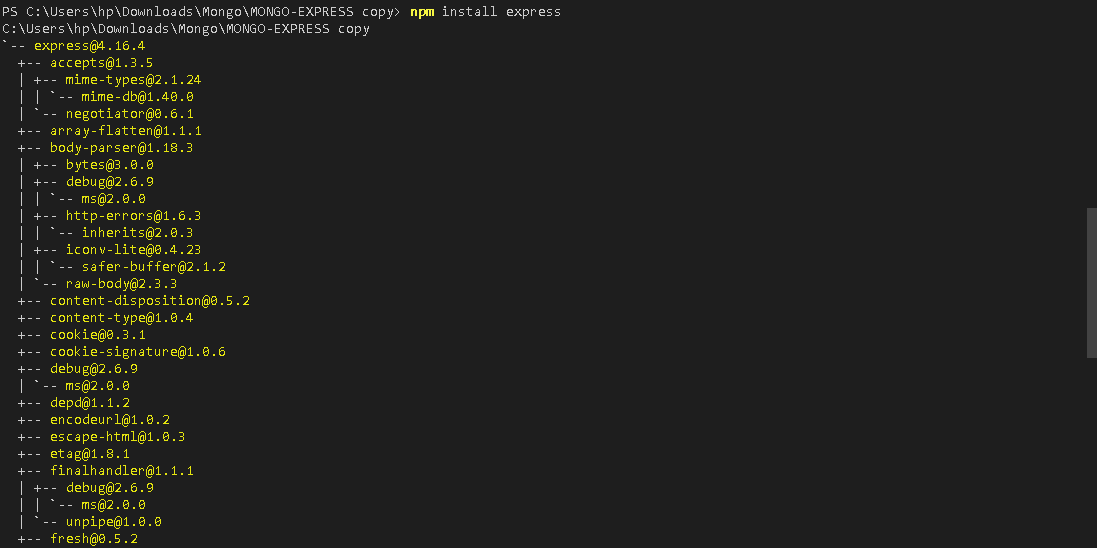 PS C:\Users\hp\Downloads\Mongo\MONGO-EXPRESS copy> npm install express
C:\Users\hp\Downloads\Mongo\MONGO-EXPRESS copy
`-- express@4.16.4
  +-- accepts@1.3.5
  | +-- mime-types@2.1.24
  | | `-- mime-db@1.40.0
  | `-- negotiator@0.6.1
  +-- array-flatten@1.1.1
  +-- body-parser@1.18.3
  | +-- bytes@3.0.0
  | +-- debug@2.6.9
  | | `-- ms@2.0.0
  | +-- http-errors@1.6.3
  | | `-- inherits@2.0.3
  | +-- iconv-lite@0.4.23
  | | `-- safer-buffer@2.1.2
  | `-- raw-body@2.3.3
  +-- content-disposition@0.5.2
  +-- content-type@1.0.4
  +-- cookie@0.3.1
  +-- cookie-signature@1.0.6
  +-- debug@2.6.9
  | `-- ms@2.0.0
  +-- depd@1.1.2
  +-- encodeurl@1.0.2
  +-- escape-html@1.0.3
  +-- etag@1.8.1
  +-- finalhandler@1.1.1
  | +-- debug@2.6.9
  | | `-- ms@2.0.0
  | `-- unpipe@1.0.0
  +-- fresh@0.5.2